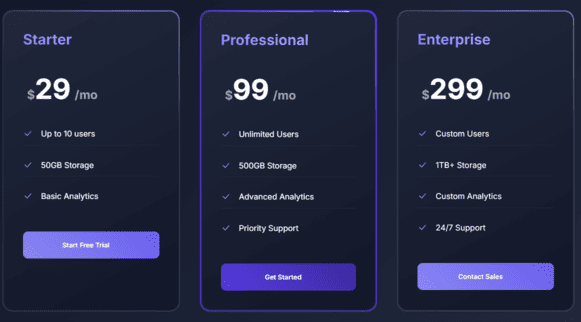 Starter
$29 /mo
Up to 10 users
50GB Storage
Basic Analytics
Start Free Trial
Professional
$99 /mo
Unlimited Users
500GB Storage
Advanced Analytics
Priority Support
Get Started
Enterprise
$299 /mo
Custom Users
1TB+ Storage
Custom Analytics
24/7 Support
Contact Sales